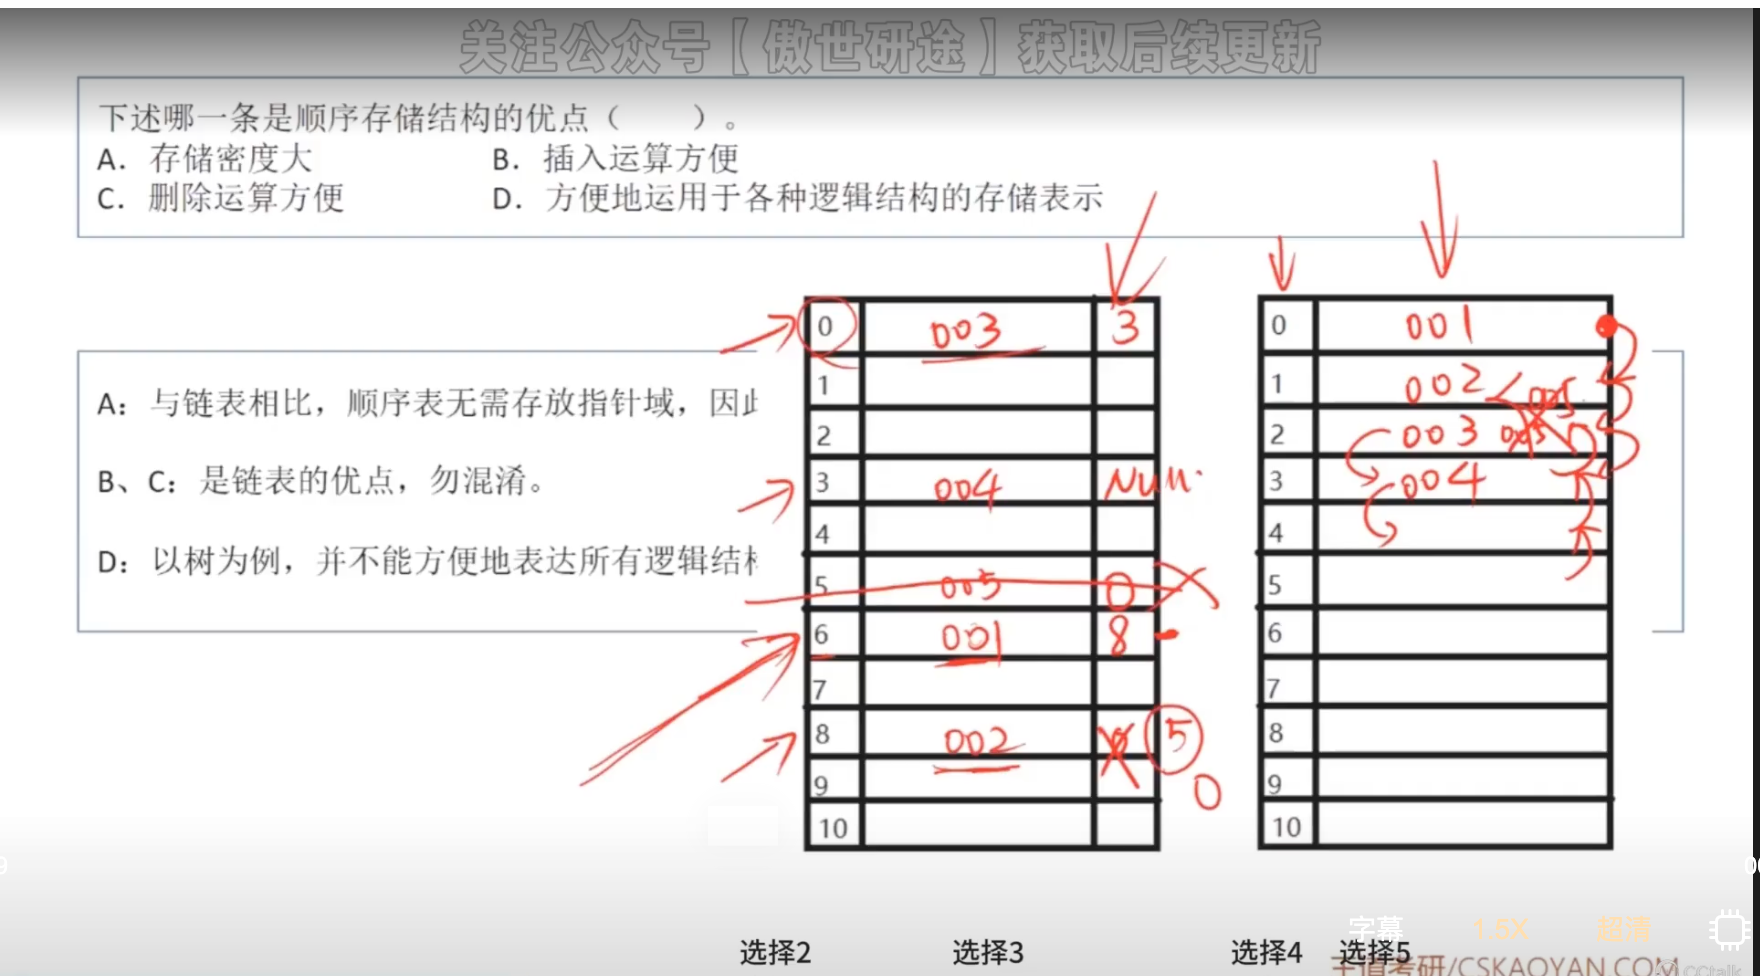 关注公众号【傲世研途】获取后续更新
下述哪一条是顺序存储结构的优点（　　）。
A. 存储密度大　B. 插入运算方便
C. 删除运算方便　D. 方便地运用于各种逻辑结构的存储表示
A：与链表相比，顺序表无需存放指针域，因此
B、C：是链表的优点，勿混淆。
D：以树为例，并不能方便地表达所有逻辑结构
0 003 3
1
2
3 004 Null
4
5 005 0
6 001 8
7
8 002 5
0
9
10
0 001
1 002 005
2 003 005
3 004
4
5
6
7
8
9
10
字幕 1.5X 超清
选择2 选择3 选择4 选择5
王道考研/CSKAOYAN.COM
CCtalk